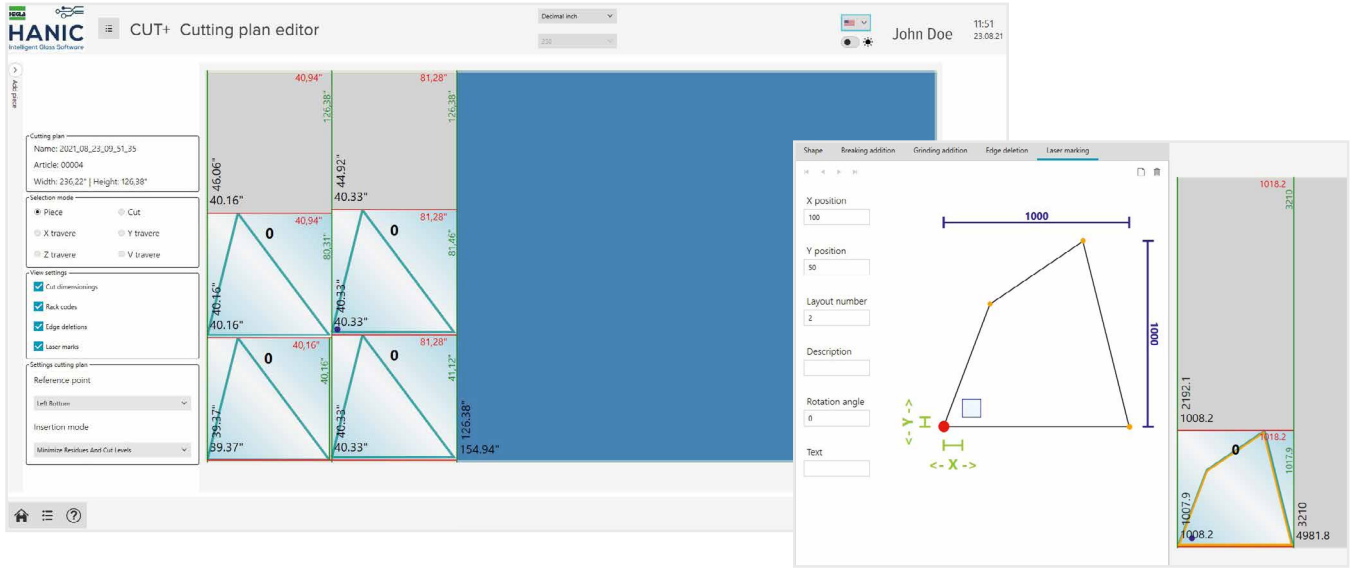 HEGLA
HANIC
Intelligent Glass Software
CUT+ Cutting plan editor
Decimal inch
200
John Doe
11:51
23.08.21
Add piece
Cutting plan
Name: 2021_08_23_09_51_35
Article: 00004
Width: 236,22" | Height: 126,38"
Selection mode
Piece
Cut
X travere
Y travere
Z travere
V travere
View settings
Cut dimensionings
Rack codes
Edge deletions
Laser marks
Settings cutting plan
Reference point
Left Bottom
Insertion mode
Minimize Residues And Cut Levels
40,94"
126,38"
46.06"
40.16"
81,28"
126,38"
44.92"
40.33"
40,94"
0
80,31"
40.16"
40.16"
81,28"
0
81,46"
40.33"
40.33"
40,16"
0
40,16"
39.37"
39.37"
81,28"
0
41,12"
40.33"
40.33"
126.38"
154.94"
Shape
Breaking addition
Grinding addition
Edge deletion
Laser marking
X position
100
Y position
50
Layout number
2
Description
Rotation angle
0
Text
1000
1000
<- Y ->
<- X ->
1018.2
3210
2192.1
1008.2
1018.2
0
1017.9
1007.9
1008.2
3210
4981.8